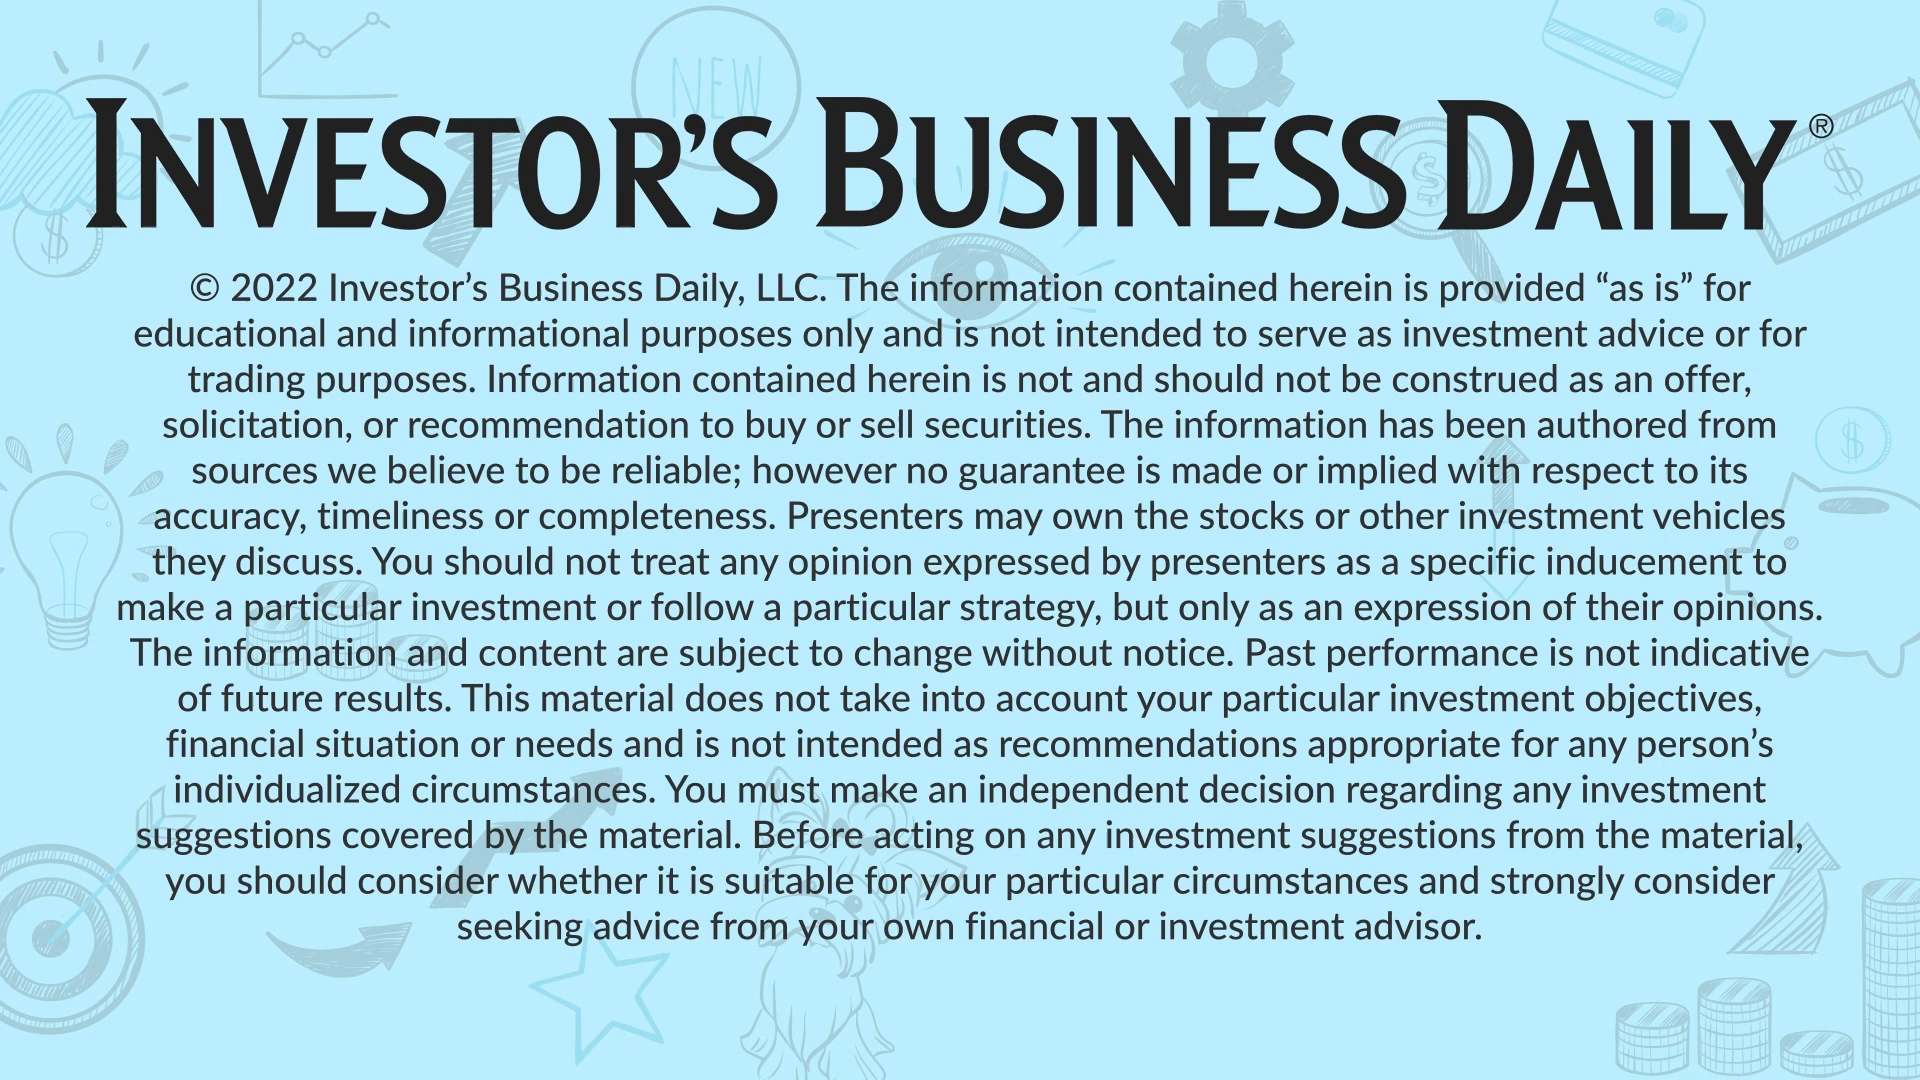 NEW
INVESTOR’S BUSINESS DAILY®
© 2022 Investor’s Business Daily, LLC. The information contained herein is provided “as is” for
educational and informational purposes only and is not intended to serve as investment advice or for
trading purposes. Information contained herein is not and should not be construed as an offer,
solicitation, or recommendation to buy or sell securities. The information has been authored from
sources we believe to be reliable; however no guarantee is made or implied with respect to its
accuracy, timeliness or completeness. Presenters may own the stocks or other investment vehicles
they discuss. You should not treat any opinion expressed by presenters as a specific inducement to
make a particular investment or follow a particular strategy, but only as an expression of their opinions.
The information and content are subject to change without notice. Past performance is not indicative
of future results. This material does not take into account your particular investment objectives,
financial situation or needs and is not intended as recommendations appropriate for any person’s
individualized circumstances. You must make an independent decision regarding any investment
suggestions covered by the material. Before acting on any investment suggestions from the material,
you should consider whether it is suitable for your particular circumstances and strongly consider
seeking advice from your own financial or investment advisor.